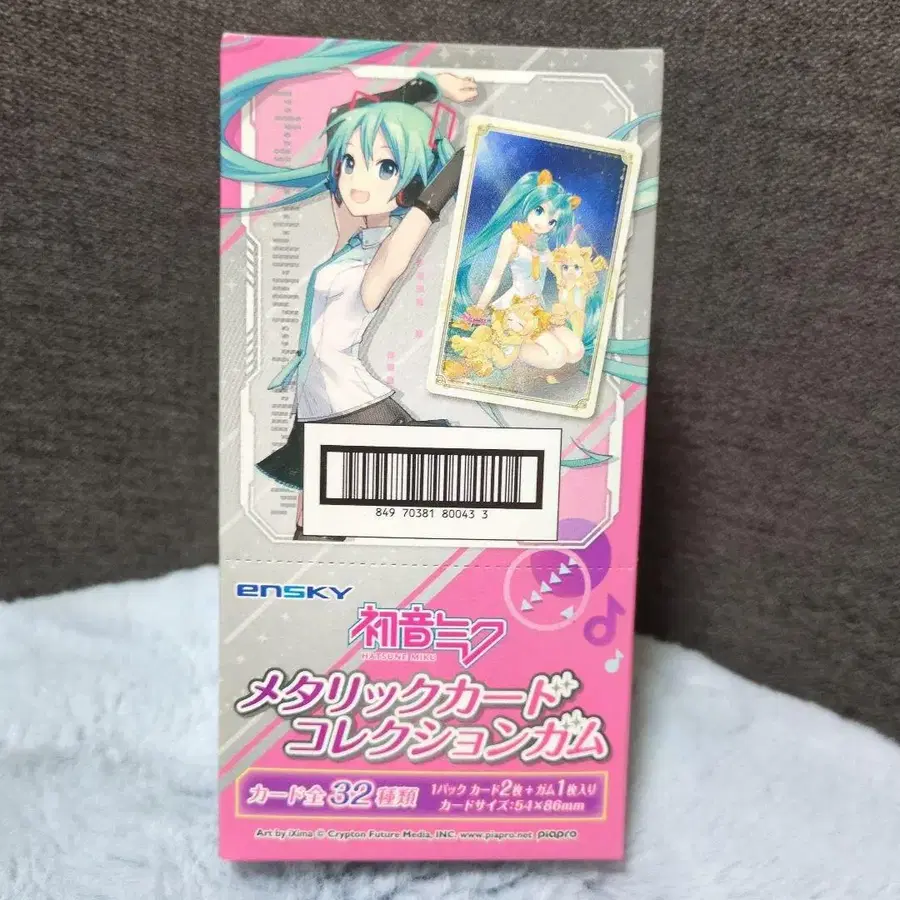 849 70381 80043 3
ensky
初音ミク
HATSUNE MIKU
メタリックカード
コレクションガム
カード全32種類
1パック カード2枚+ガム1枚入り
カードサイズ:54×86mm
Art by iXima © Crypton Future Media, INC. www.piapro.net piapro